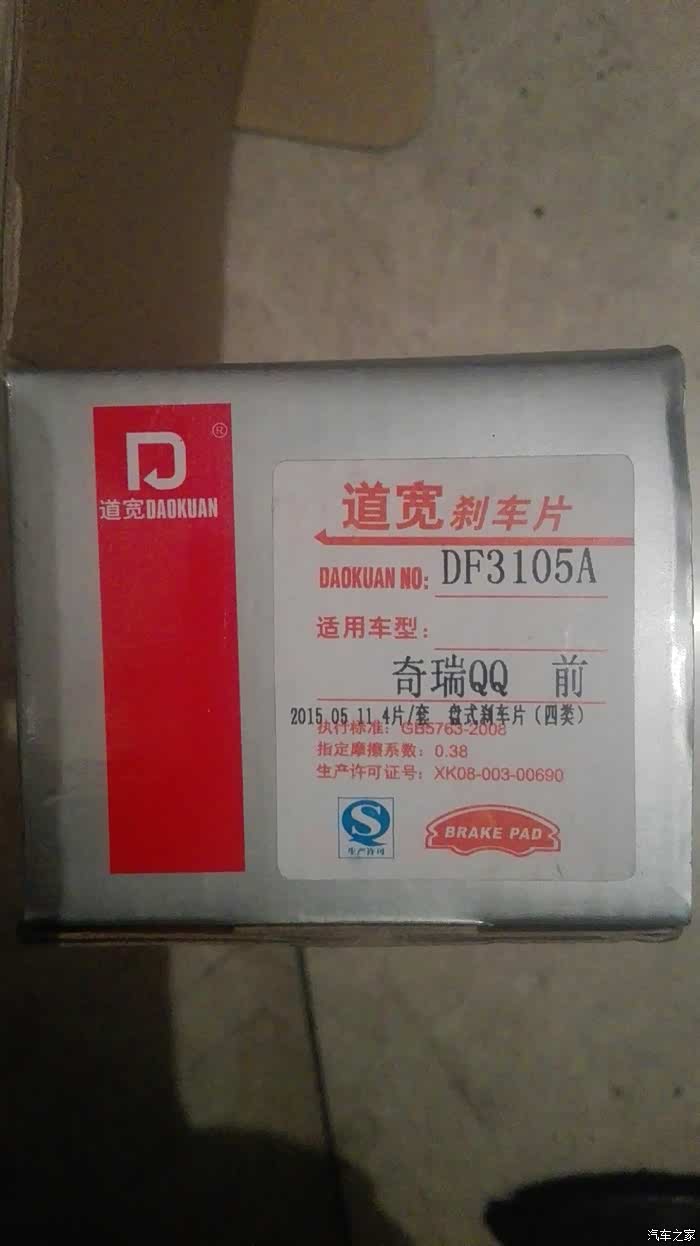 D®
道宽DAOKUAN
道宽刹车片
DAOKUAN NO: DF3105A
适用车型:
奇瑞QQ 前
2015.05 11 4片/套 盘式刹车片(四类)
执行标准: GB5763-2008
指定摩擦系数: 0.38
生产许可证号: XK08-003-00690
S
生产许可
BRAKE PAD
汽车之家